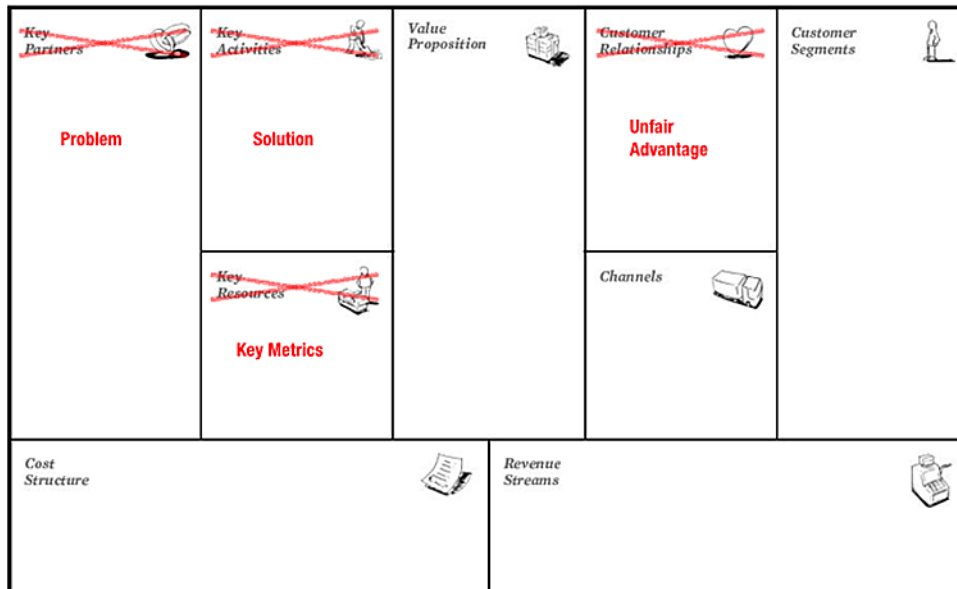 Key
Partners
Problem
Key
Activities
Solution
Key
Resources
Key Metrics
Value
Proposition
Customer
Relationships
Unfair
Advantage
Channels
Customer
Segments
Cost
Structure
Revenue
Streams